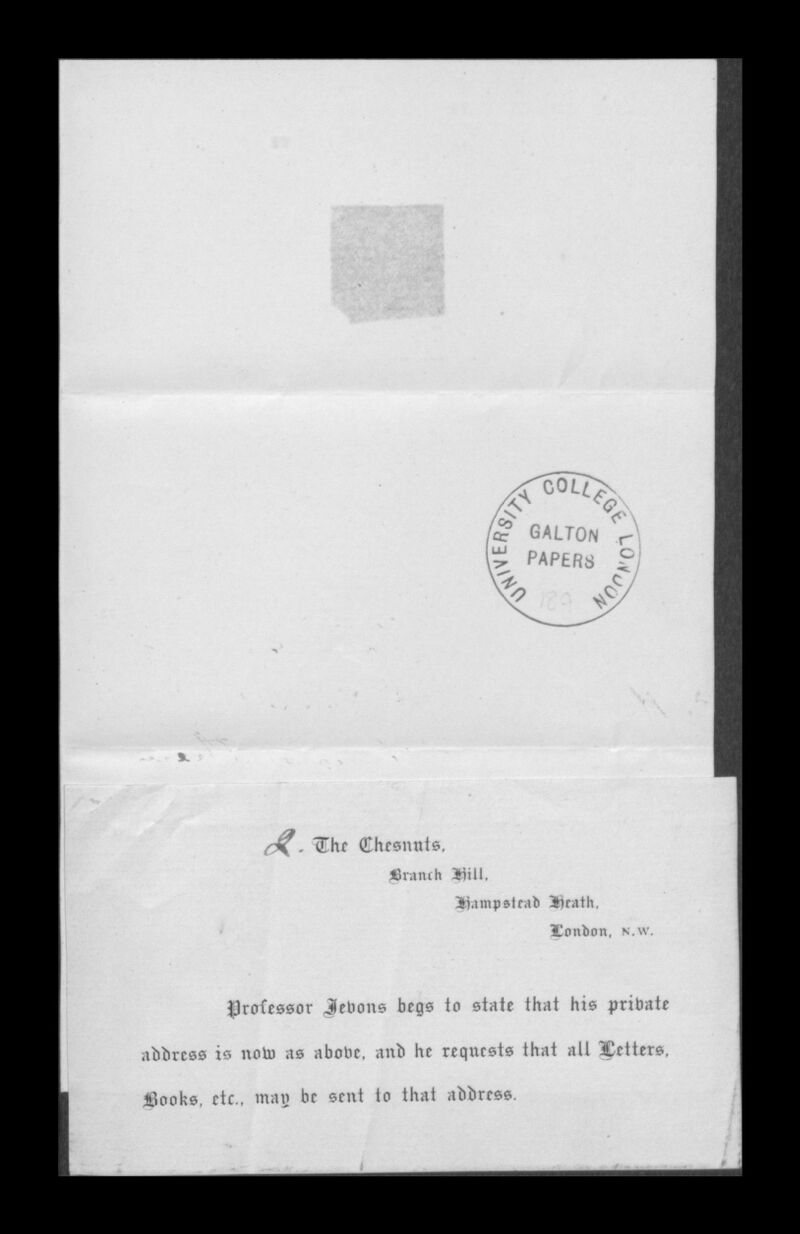 UNIVERSITY COLLEGE LONDON
GALTON
PAPERS
189
2. The Chesnuts,
Branch Hill,
Hampstead Heath,
London, N.W.
Professor Jevons begs to state that his private
address is now as above, and he requests that all Letters,
Books, etc., may be sent to that address.